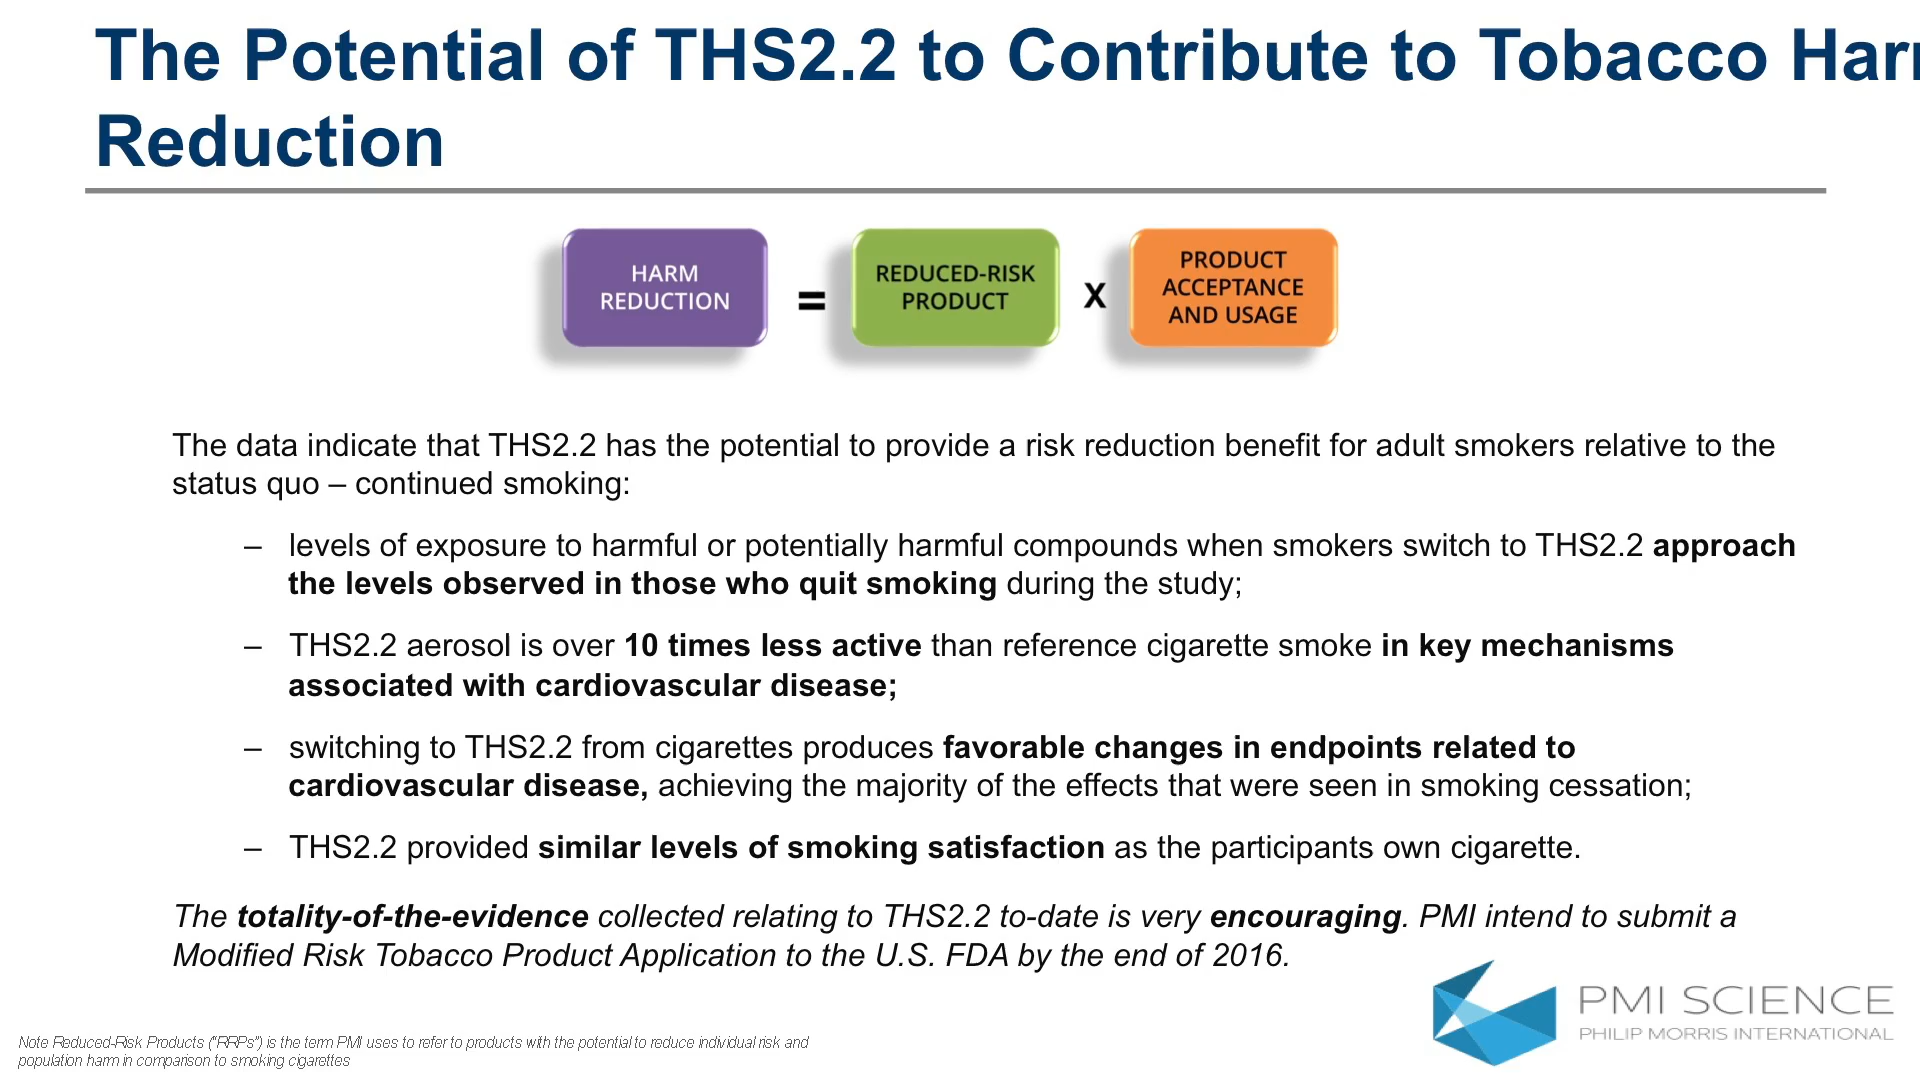 The Potential of THS2.2 to Contribute to Tobacco
Reduction
HARM
REDUCTION
=
REDUCED-RISK
PRODUCT
X
PRODUCT
ACCEPTANCE
AND USAGE
The data indicate that THS2.2 has the potential to provide a risk reduction benefit for adult smokers relative to the
status quo – continued smoking:
– levels of exposure to harmful or potentially harmful compounds when smokers switch to THS2.2 approach
the levels observed in those who quit smoking during the study;
– THS2.2 aerosol is over 10 times less active than reference cigarette smoke in key mechanisms
associated with cardiovascular disease;
– switching to THS2.2 from cigarettes produces favorable changes in endpoints related to
cardiovascular disease, achieving the majority of the effects that were seen in smoking cessation;
– THS2.2 provided similar levels of smoking satisfaction as the participants own cigarette.
The totality-of-the-evidence collected relating to THS2.2 to-date is very encouraging. PMI intend to submit a
Modified Risk Tobacco Product Application to the U.S. FDA by the end of 2016.
PMI SCIENCE
PHILIP MORRIS INTERNATIONAL
Note Reduced-Risk Products ("RRPs") is the term PMI uses to refer to products with the potential to reduce individual risk and
population harm in comparison to smoking cigarettes